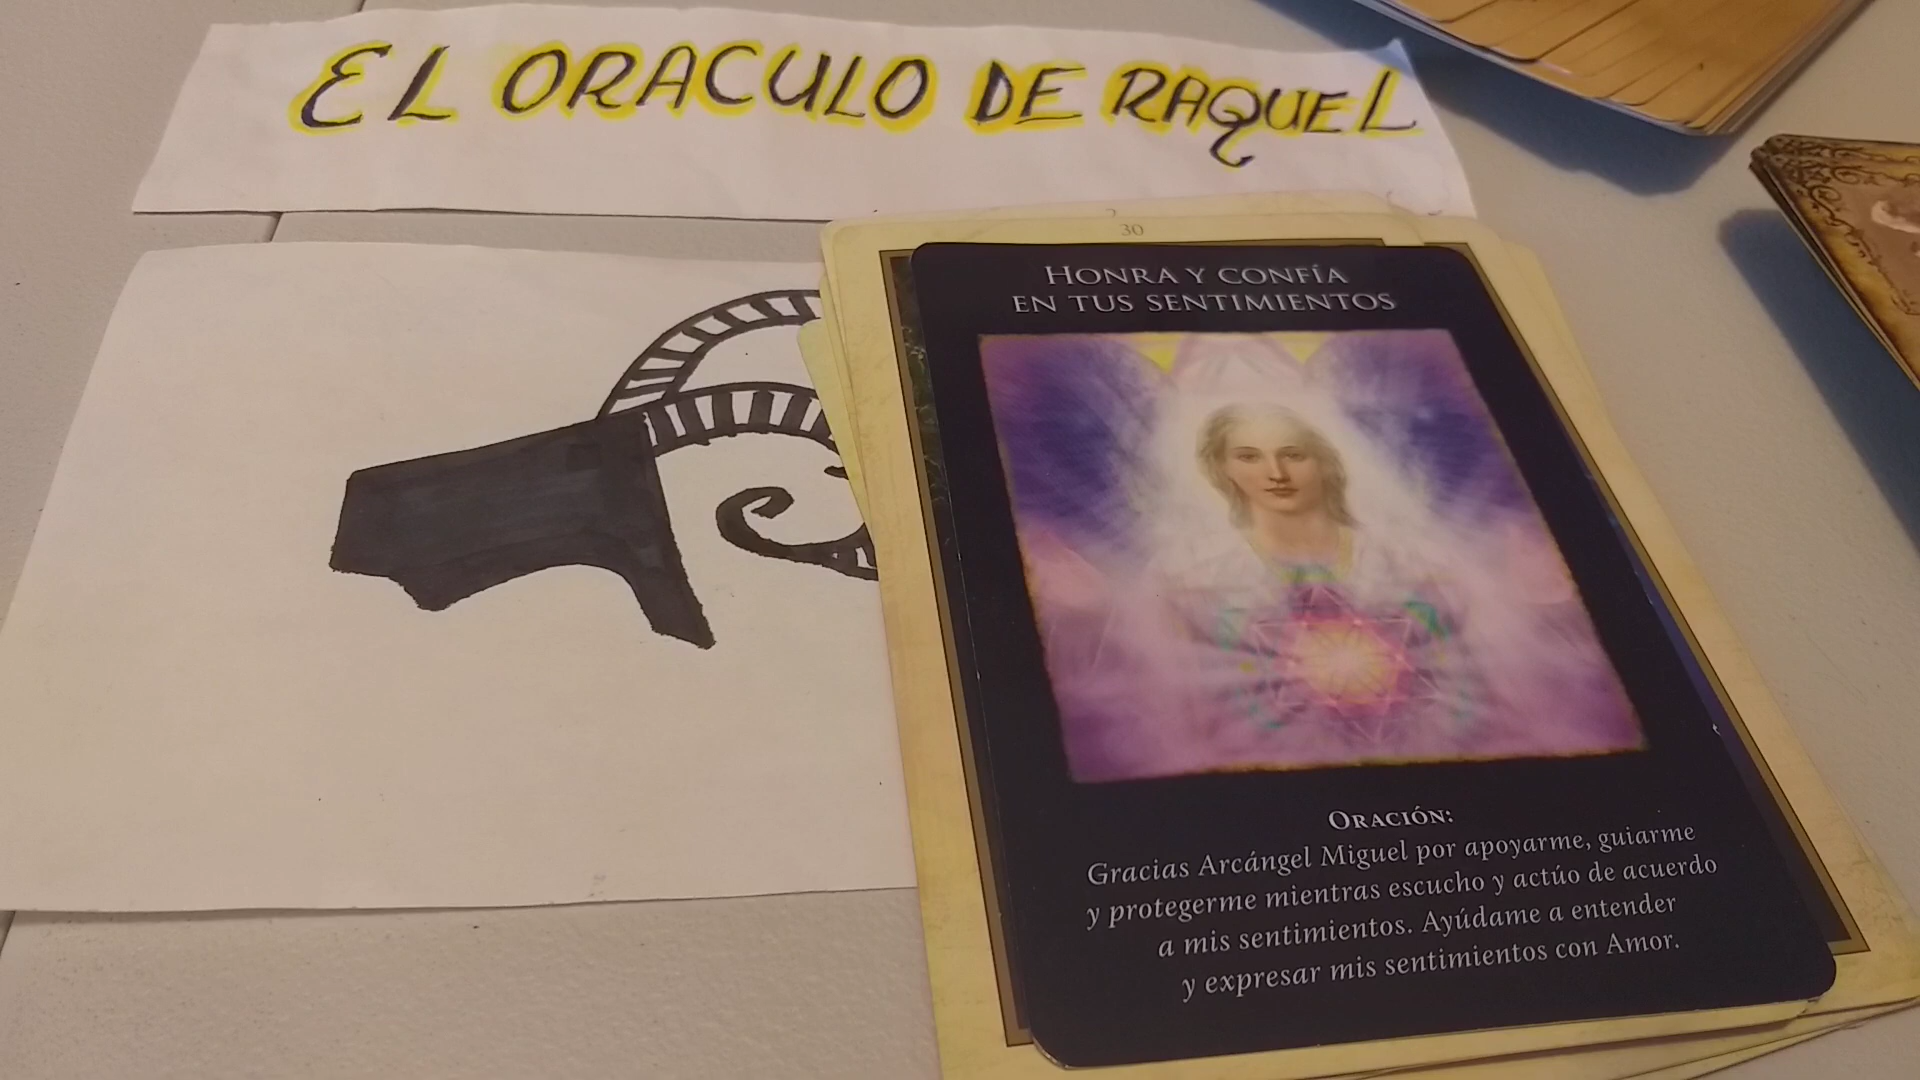 EL ORACULO DE RAQUEL
30
HONRA Y CONFÍA
EN TUS SENTIMIENTOS
ORACIÓN:
Gracias Arcángel Miguel por apoyarme, guiarme
y protegerme mientras escucho y actúo de acuerdo
a mis sentimientos. Ayúdame a entender
y expresar mis sentimientos con Amor.